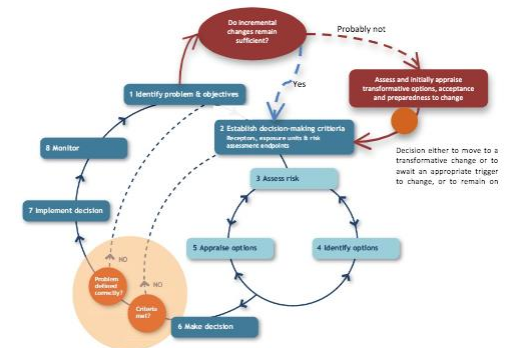 Do incremental
changes remain
sufficient?
Probably not
Yes
Assess and initially appraise
transformative options, acceptance
and preparedness to change
1 Identify problem & objectives
2 Establish decision-making criteria
Receptors, exposure units & risk
assessment endpoints
Decision either to move to a
transformative change or to
await an appropriate trigger
to change, or to remain on
8 Monitor
3 Assess risk
7 Implement decision
5 Appraise options
4 Identify options
NO
Problem
defined
correctly?
NO
Criteria
met?
6 Make decision